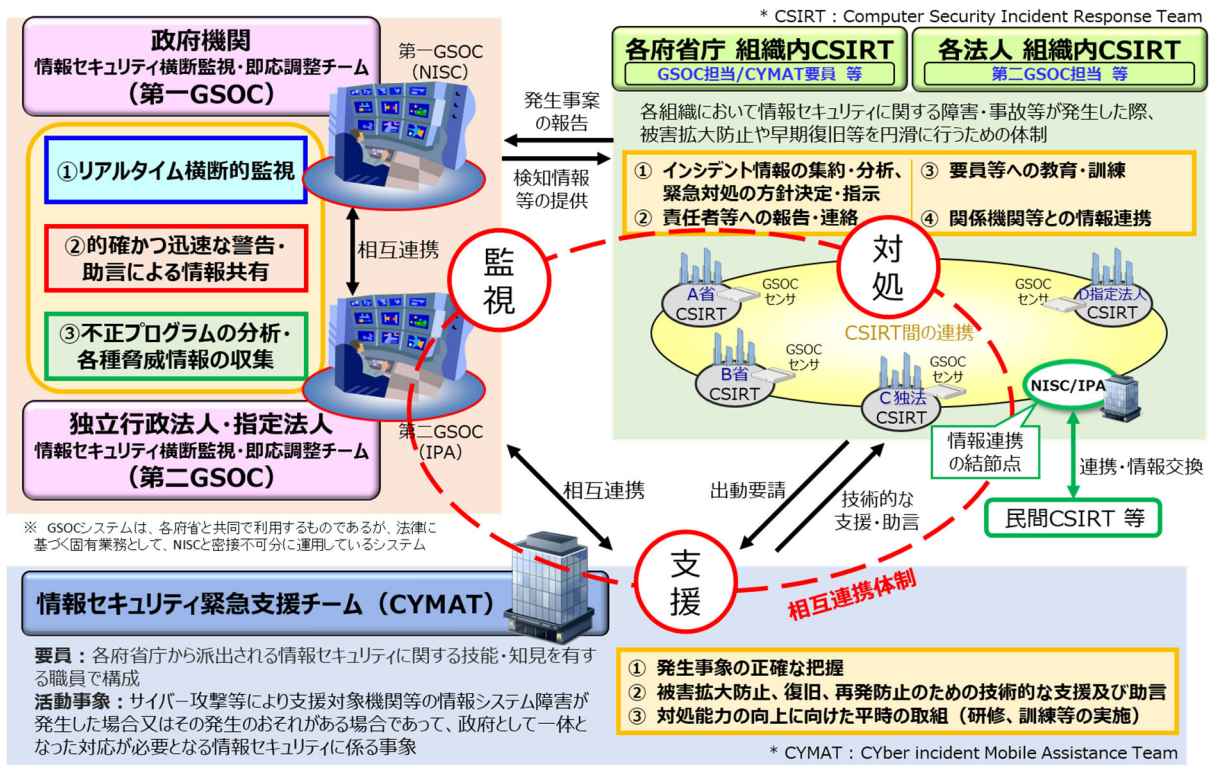 * CSIRT : Computer Security Incident Response Team
政府機関
情報セキュリティ横断監視・即応調整チーム
（第一GSOC）
第一GSOC
（NISC）
①リアルタイム横断的監視
②的確かつ迅速な警告・
助言による情報共有
③不正プログラムの分析・
各種脅威情報の収集
相互連携
独立行政法人・指定法人
情報セキュリティ横断監視・即応調整チーム
（第二GSOC）
第二GSOC
（IPA）
※ GSOCシステムは、各府省と共同で利用するものであるが、法律に
基づく固有業務として、NISCと密接不可分に運用しているシステム
発生事案
の報告
検知情報
等の提供
監視
各府省庁 組織内CSIRT
GSOC担当/CYMAT要員 等
各法人 組織内CSIRT
第二GSOC担当 等
各組織において情報セキュリティに関する障害・事故等が発生した際、
被害拡大防止や早期復旧等を円滑に行うための体制
① インシデント情報の集約・分析、
緊急対処の方針決定・指示
② 責任者等への報告・連絡
③ 要員等への教育・訓練
④ 関係機関等との情報連携
対処
A省
CSIRT
GSOC
センサ
GSOC
センサ
D指定法人
CSIRT
CSIRT間の連携
B省
CSIRT
GSOC
センサ
C独法
CSIRT
GSOC
センサ
NISC/IPA
情報連携
の結節点
連携・情報交換
民間CSIRT 等
相互連携
出動要請
技術的な
支援・助言
支援
相互連携体制
情報セキュリティ緊急支援チーム（CYMAT）
要員：各府省庁から派出される情報セキュリティに関する技能・知見を有す
る職員で構成
活動事象：サイバー攻撃等により支援対象機関等の情報システム障害が
発生した場合又はその発生のおそれがある場合であって、政府として一体
となった対応が必要となる情報セキュリティに係る事象
① 発生事象の正確な把握
② 被害拡大防止、復旧、再発防止のための技術的な支援及び助言
③ 対処能力の向上に向けた平時の取組（研修、訓練等の実施）
* CYMAT : CYber incident Mobile Assistance Team